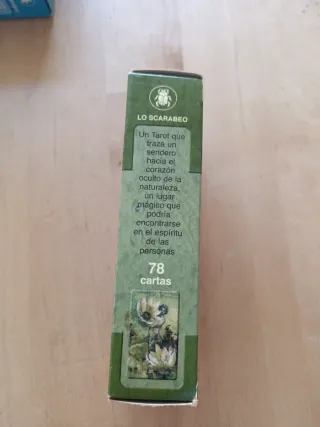 LO SCARABEO
Un Tarot que
traza un
sendero
hacia el
corazón
oculto de la
naturaleza,
un lugar
mágico que
podría
encontrarse
en el espíritu
de las
personas
78
cartas